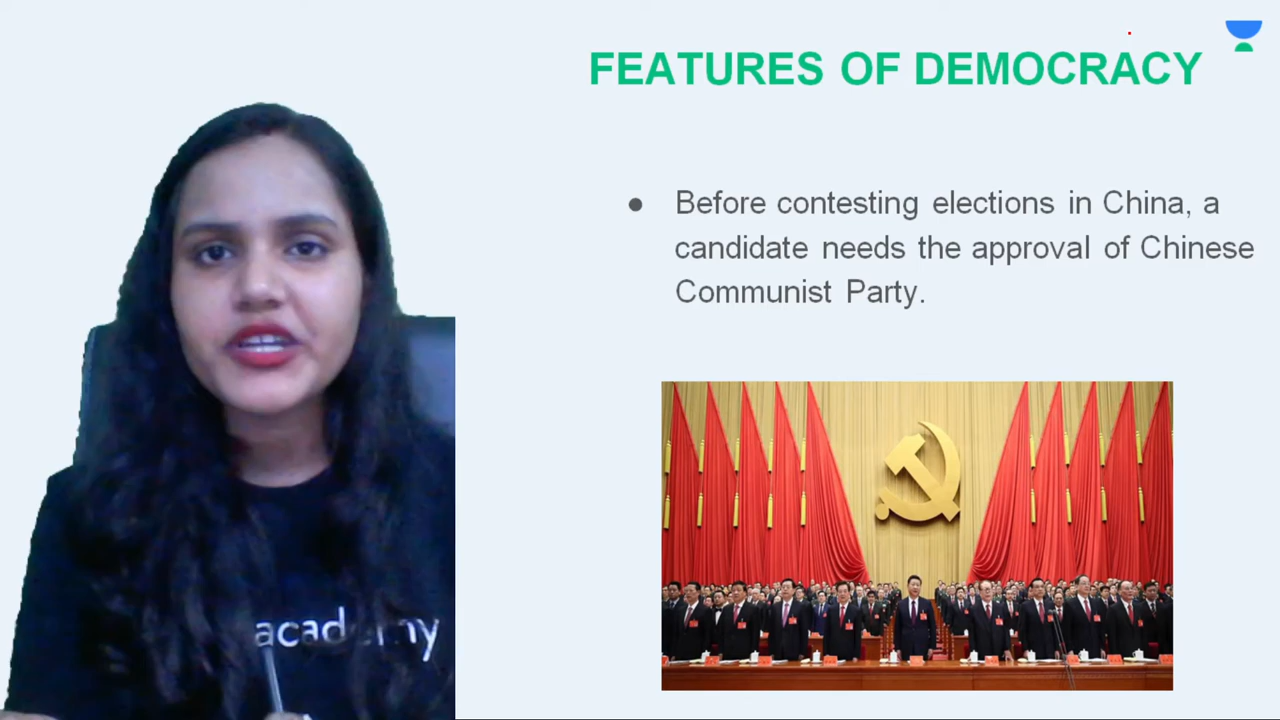 FEATURES OF DEMOCRACY
● Before contesting elections in China, a
candidate needs the approval of Chinese
Communist Party.
academy